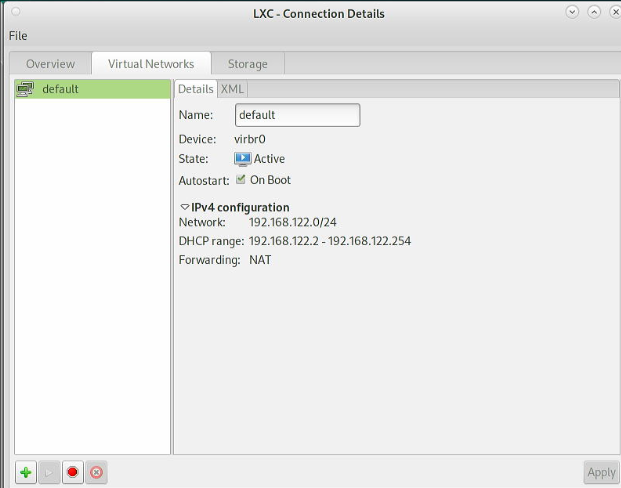 LXC - Connection Details
File
Overview Virtual Networks Storage
default
Details XML
Name: default
Device: virbr0
State: Active
Autostart: On Boot
IPv4 configuration
Network: 192.168.122.0/24
DHCP range: 192.168.122.2 - 192.168.122.254
Forwarding: NAT
Apply